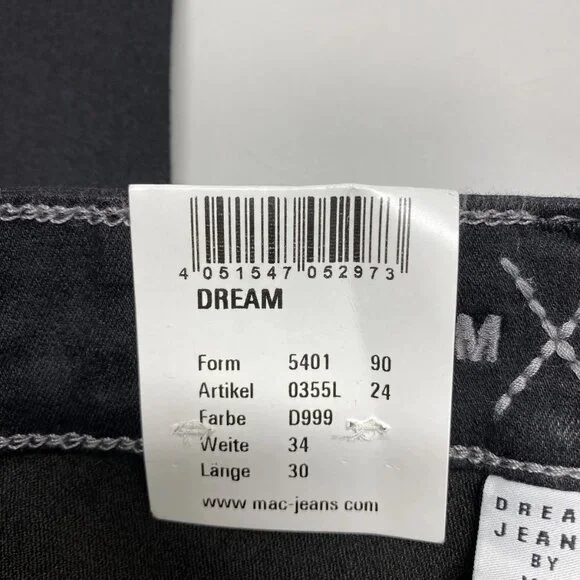 4 051547 052973
DREAM
Form 5401 90
Artikel 0355L 24
Farbe D999
Weite 34
Länge 30
www mac-jeans com
M
DREA
JEAN
BY